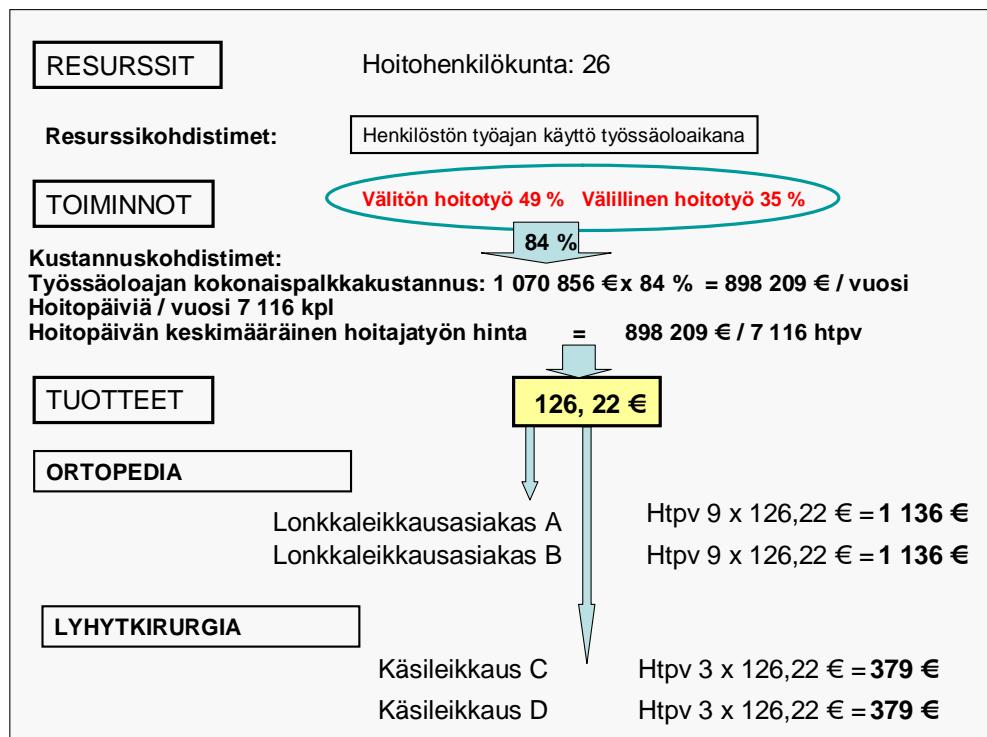 RESURSSIT Hoitohenkilökunta: 26
Resurssikohdistimet: Henkilöstön työajan käyttö työssäoloaikana
TOIMINNOT Välitön hoitotyö 49 % Välillinen hoitotyö 35 %
84 %
Kustannuskohdistimet:
Työssäoloajan kokonaispalkkakustannus: 1 070 856 € x 84 % = 898 209 € / vuosi
Hoitopäiviä / vuosi 7 116 kpl
Hoitopäivän keskimääräinen hoitajatyön hinta = 898 209 € / 7 116 htpv
TUOTTEET 126, 22 €
ORTOPEDIA
Lonkkaleikkausasiakas A Htpv 9 x 126,22 € = 1 136 €
Lonkkaleikkausasiakas B Htpv 9 x 126,22 € = 1 136 €
LYHYTKIRURGIA
Käsileikkaus C Htpv 3 x 126,22 € = 379 €
Käsileikkaus D Htpv 3 x 126,22 € = 379 €